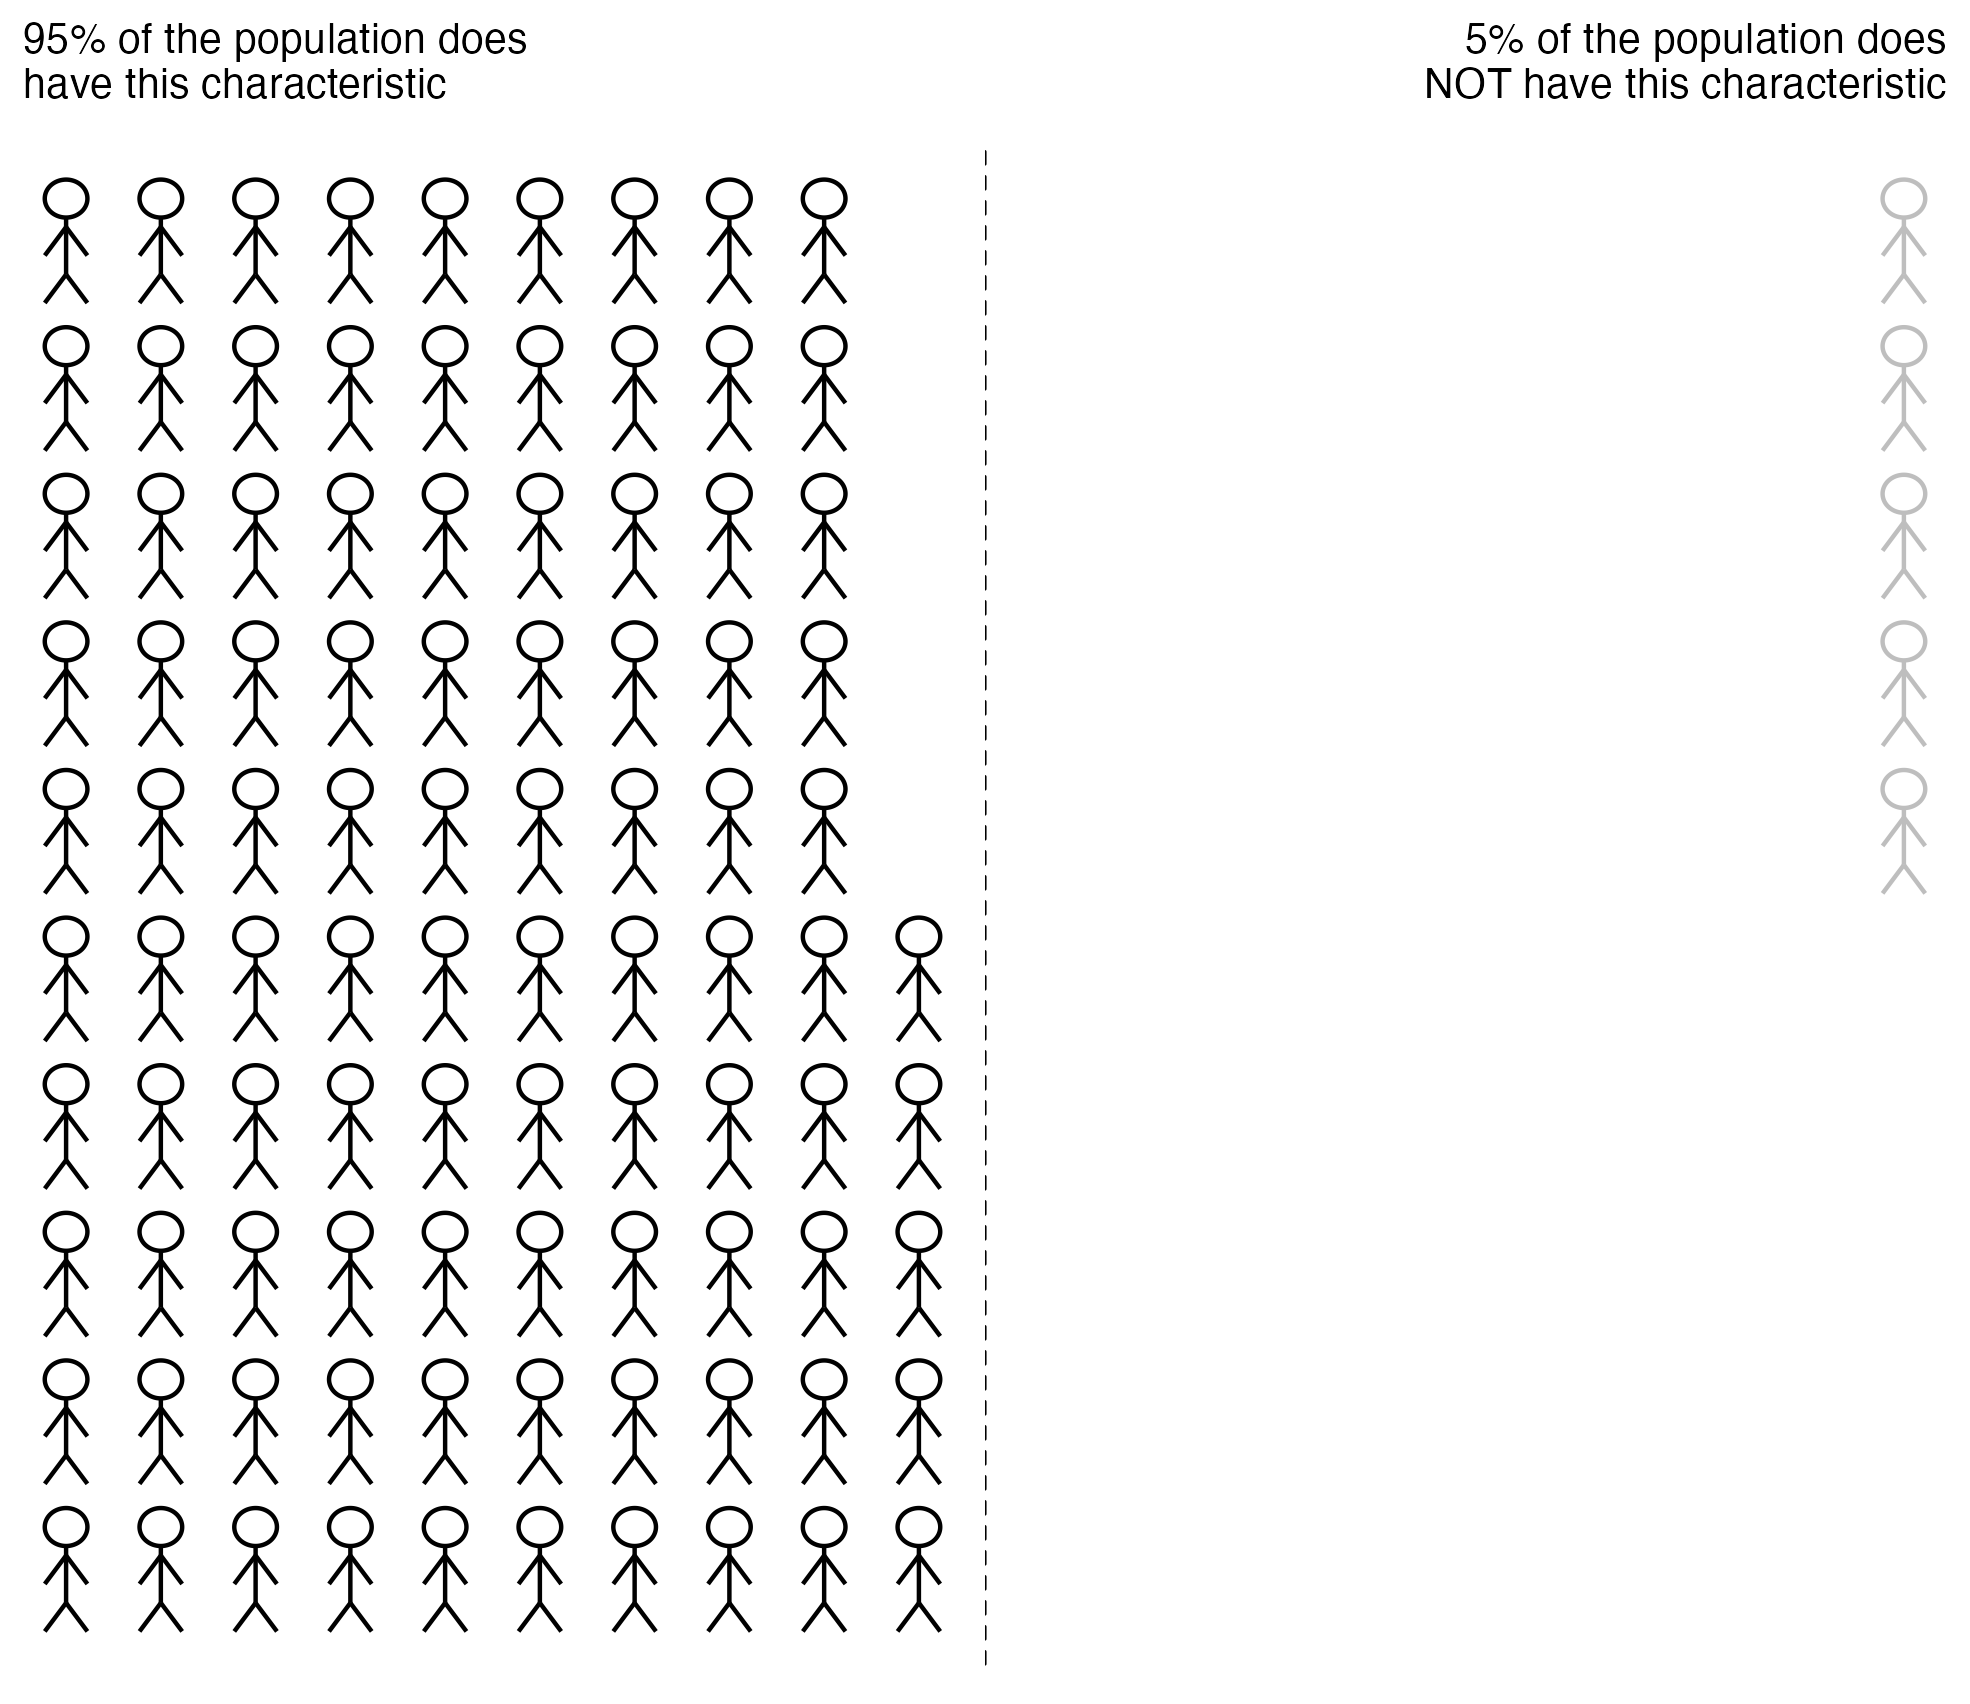 95% of the population does
have this characteristic
5% of the population does
NOT have this characteristic